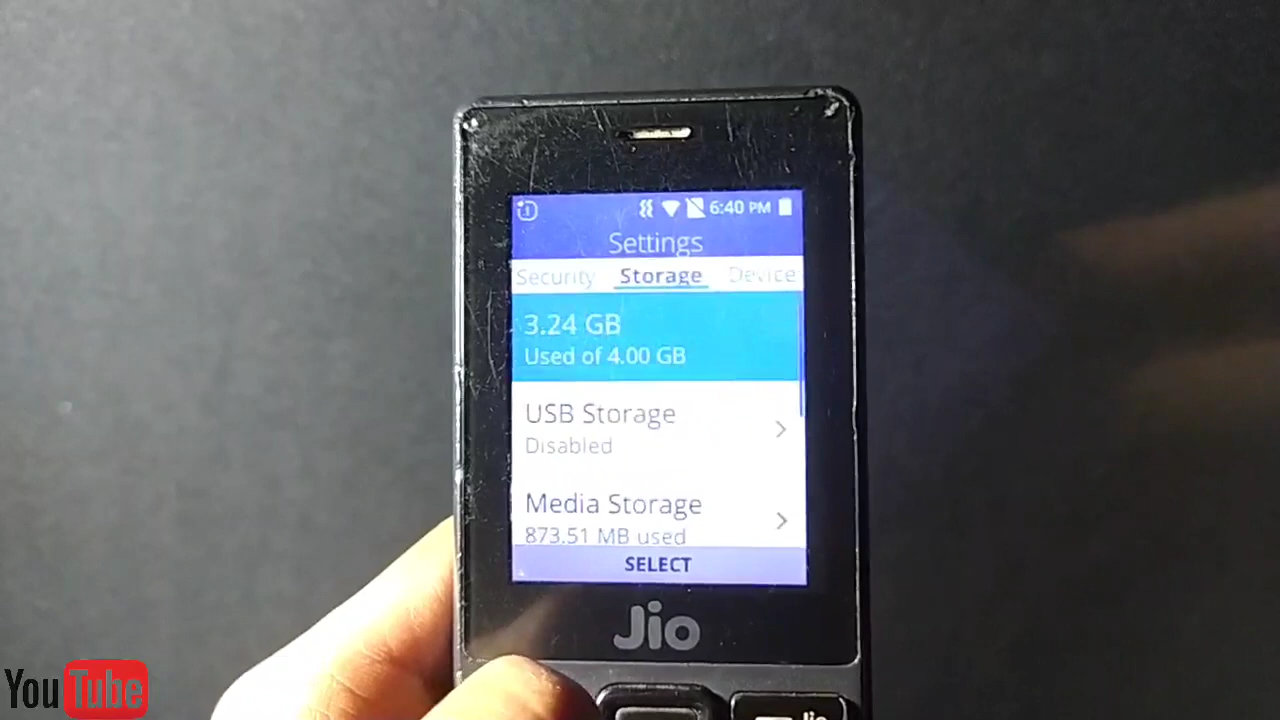 6:40 PM
Settings
Security Storage Device
3.24 GB
Used of 4.00 GB
USB Storage
Disabled
Media Storage
873.51 MB used
SELECT
Jio
Jio
YouTube